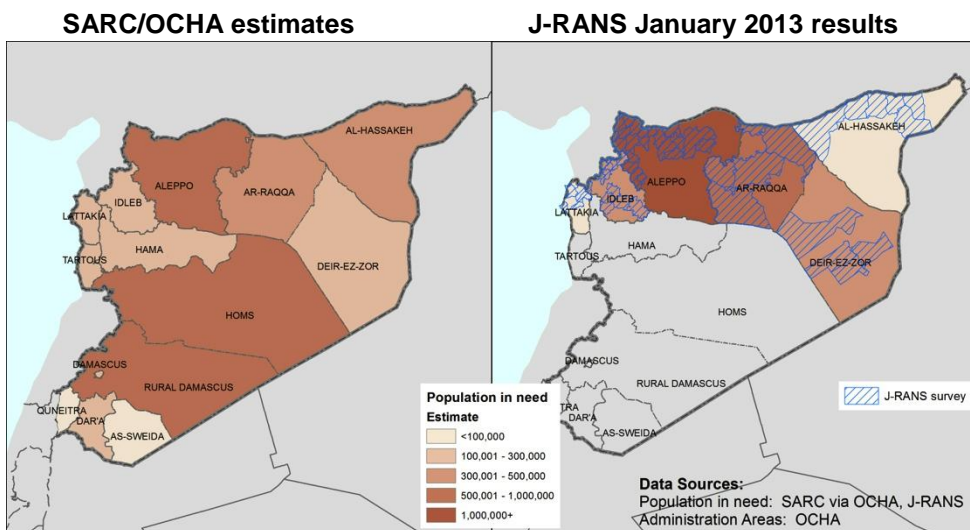 SARC/OCHA estimates
J-RANS January 2013 results
AL-HASSAKEH
ALEPPO
AR-RAQQA
IDLEB
LATTAKIA
HAMA
TARTOUS
DEIR-EZ-ZOR
HOMS
DAMASCUS
RURAL DAMASCUS
QUNEITRA
DAR'A
AS-SWEIDA
AL-HASSAKEH
ALEPPO
AR-RAQQA
IDLEB
LATTAKIA
HAMA
TARTOUS
DEIR-EZ-ZOR
HOMS
DAMASCUS
RURAL DAMASCUS
TRA
DAR'A
AS-SWEIDA
Population in need
Estimate
<100,000
100,001 - 300,000
300,001 - 500,000
500,001 - 1,000,000
1,000,000+
J-RANS survey
Data Sources:
Population in need: SARC via OCHA, J-RANS
Administration Areas: OCHA